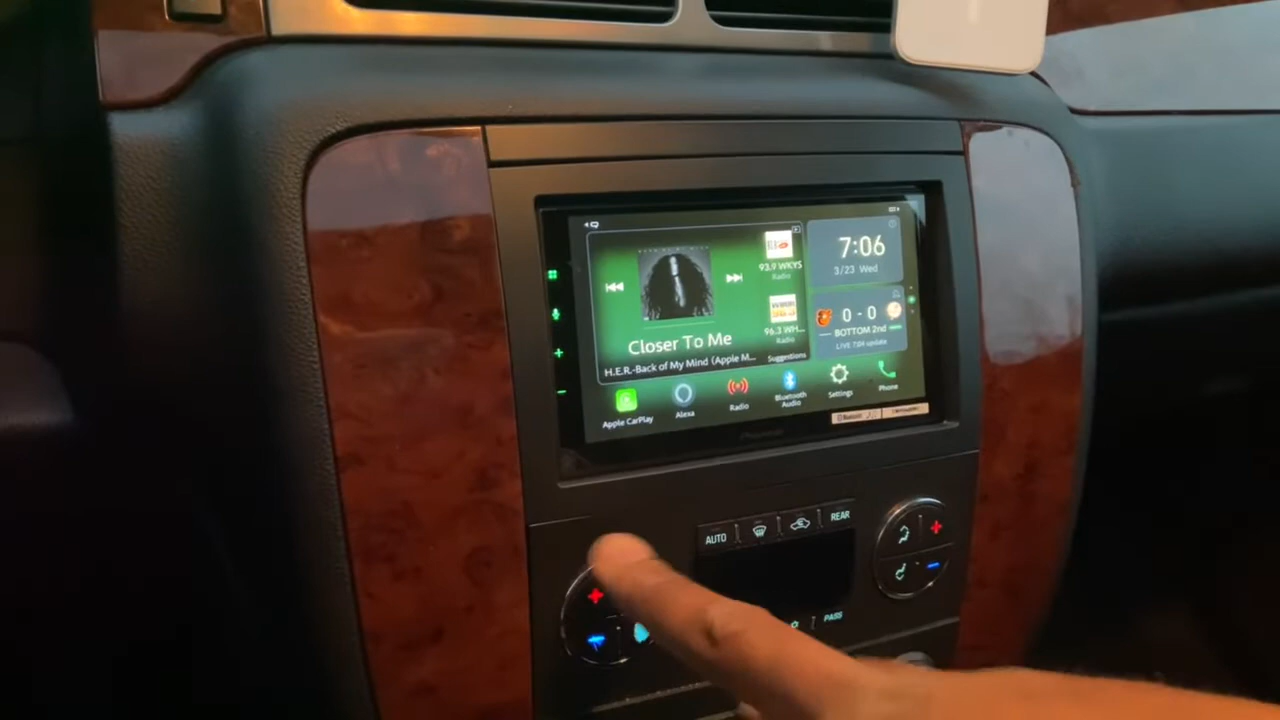 93.9 WKYS
Radio
7:06
3/23 Wed
96.3 WH...
Radio
0 - 0
BOTTOM 2nd
LIVE 7:04 update
Closer To Me
H.E.R.-Back of My Mind (Apple M...
Suggestions
Apple CarPlay
Alexa
Radio
Bluetooth
Audio
Settings
Phone
Bluetooth
Pioneer
AUTO
REAR
PASS